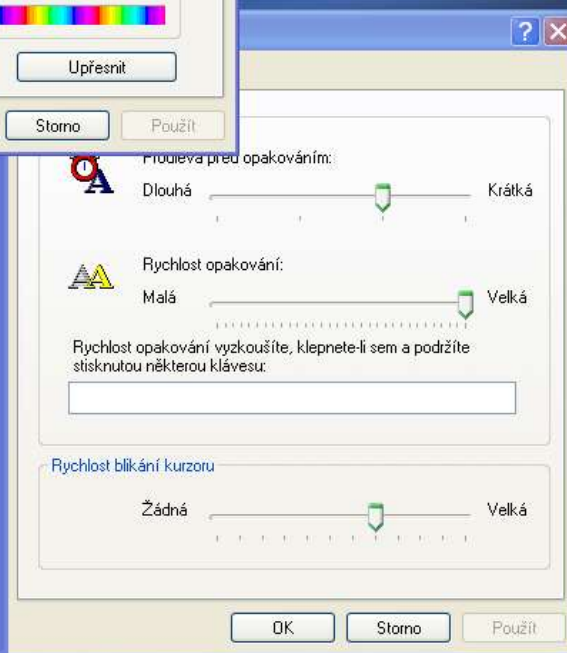 Upřesnit
Storno
Použít
Prodleva před opakováním:
Dlouhá
Krátká
Rychlost opakování:
Malá
Velká
Rychlost opakování vyzkoušíte, klepnete-li sem a podržíte
stisknutou některou klávesu:
Rychlost blikání kurzoru
Žádná
Velká
OK
Storno
Použít